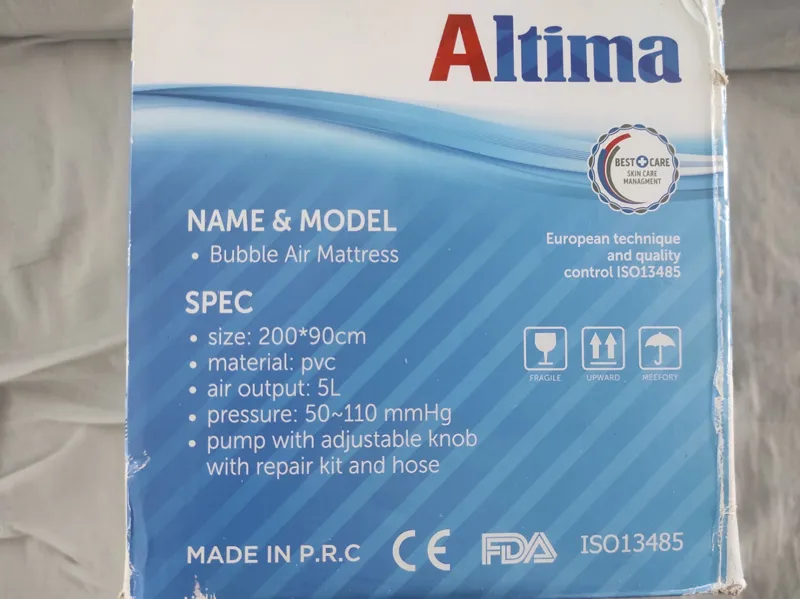 Altima
BEST CARE
SKIN CARE
MANAGMENT
NAME & MODEL
• Bubble Air Mattress
European technique
and quality
control ISO13485
SPEC
• size: 200*90cm
• material: pvc
• air output: 5L
• pressure: 50~110 mmHg
• pump with adjustable knob
with repair kit and hose
FRAGILE
UPWARD
MEEFORY
MADE IN P.R.C CE FDA ISO13485